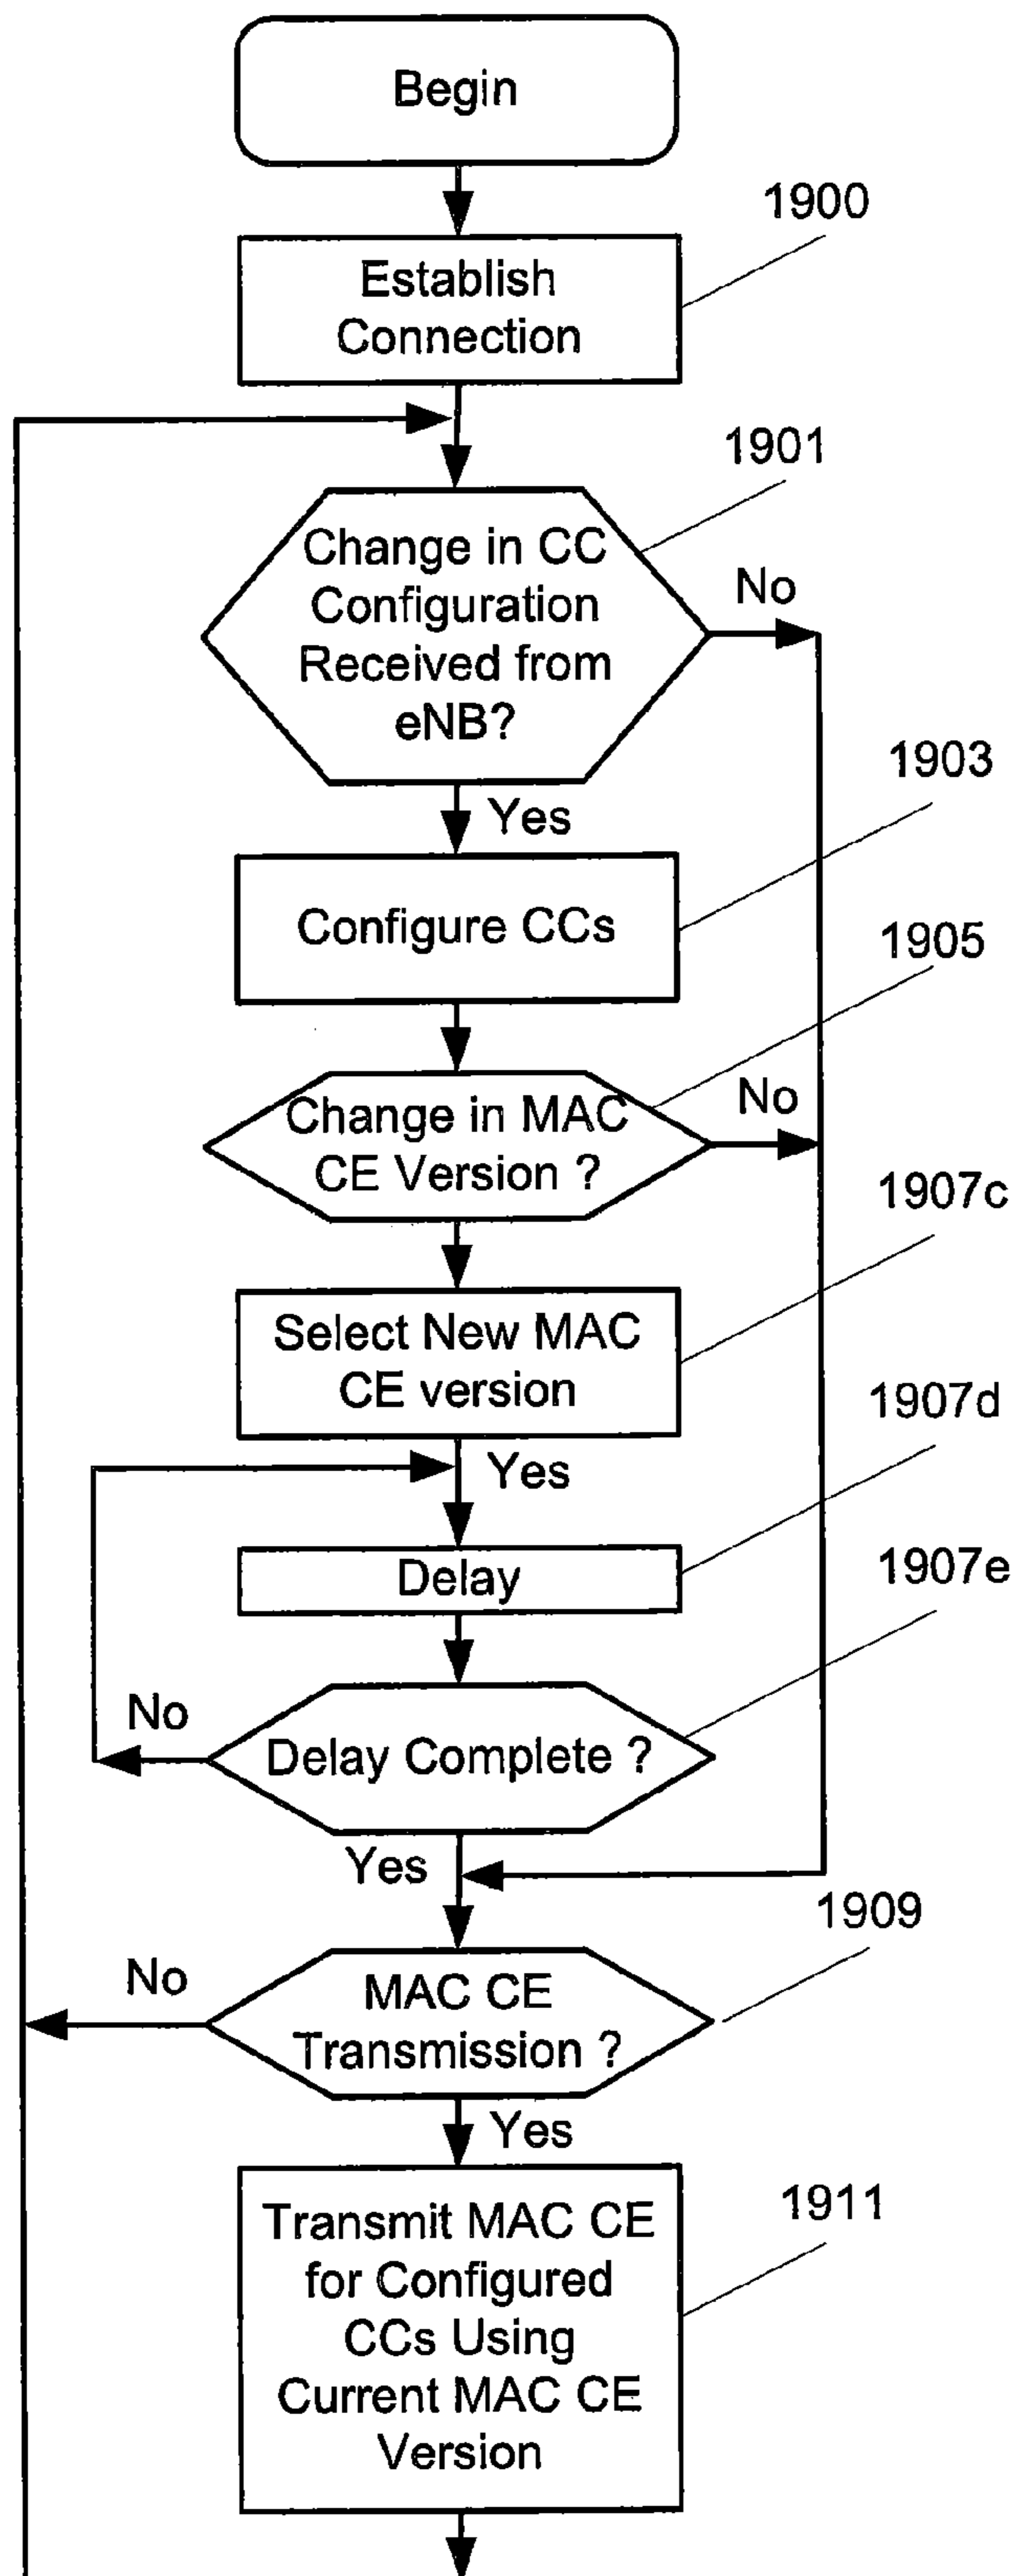 Begin
1900
Establish
Connection
1901
Change in CC
Configuration
Received from
eNB?
No
Yes
1903
Configure CCs
1905
Change in MAC
CE Version ?
No
1907c
Select New MAC
CE version
Yes
1907d
Delay
1907e
Delay Complete ?
No
Yes
1909
MAC CE
Transmission ?
No
Yes
1911
Transmit MAC CE
for Configured
CCs Using
Current MAC CE
Version